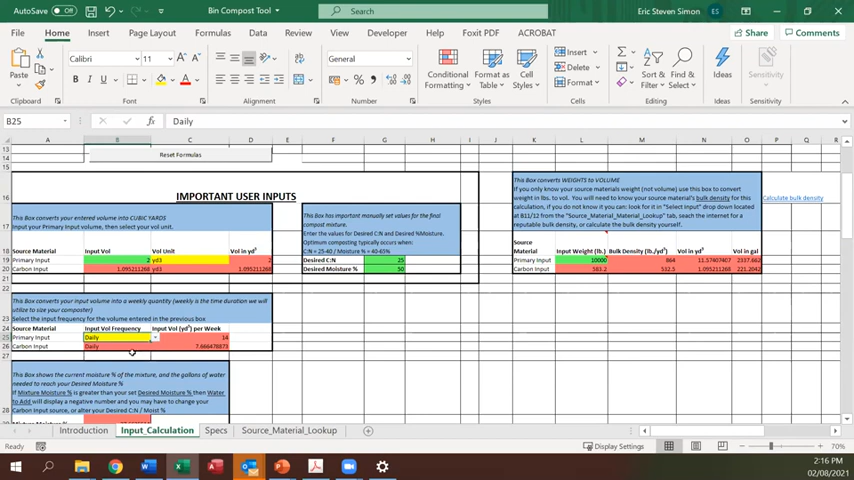 AutoSave Off
Bin Compost Tool
Search
Eric Steven Simon
ES
File Home Insert Draw Page Layout Formulas Data Review View Developer Foxit PDF ACROBAT
Share Comments
Paste
Calibri 11
General
Conditional Formatting
Format as Table
Cell Styles
Insert
Delete
Format
Sort & Filter
Find & Select
Ideas
Sensitivity
Clipboard Font Alignment Number Styles Cells Editing Ideas Sensitivity
B25 Daily
A B C D E F G H I J K L M N O P Q R
Reset Formulas
IMPORTANT USER INPUTS
This Box converts your entered volume into CUBIC YARDS
Input your Primary Input volume, then select your vol unit.
Source Material Input Vol Vol Unit Vol in yd³
Primary Input 2 yd3 2
Carbon Input 1.095211268 yd3 1.095211268
This Box has important manually set values for the final compost mixture.
Enter the values for Desired C:N and Desired %Moisture.
Optimum composting typically occurs when:
C:N = 25-40 / Moisture % = 40-65%
Desired C:N 25
Desired Moisture % 50
This Box converts WEIGHTS to VOLUME
If you only know your source materials weight (not volume) use this box to convert
weight in lbs. to vol. You will need to know your source material's bulk density for this
calculation, if you do not know it you can: look for it in "Select Input" drop down located
at B11/12 from the "Source_Material_Lookup" tab, seach the internet for a
reputable bulk density, or calculate the bulk density yourself.
Calculate bulk density
Source
Material Input Weight (lb.) Bulk Density (lb./yd³) Vol in yd³ Vol in gal
Primary Input 10000 864 11.57407407 2337.662
Carbon Input 583.2 532.5 1.095211268 221.2042
This Box converts your input volume into a weekly quantity (weekly is the time duration we will
utilize to size your composter)
Select the input frequency for the volume entered in the previous box
Source Material Input Vol Frequency Input Vol (yd³) per Week
Primary Input Daily 14
Carbon Input Daily 7.666478873
This Box shows the current moisture % of the mixture, and the gallons of water
needed to reach your Desired Moisture %
If Mixture Moisture % is greater than your set Desired Moisture % then Water
to Add will display a negative number and you may have to change your
Carbon Input source, or alter your Desired C:N / Moist %
Introduction Input_Calculation Specs Source_Material_Lookup
Ready
Display Settings
70%
2:16 PM
02/08/2021